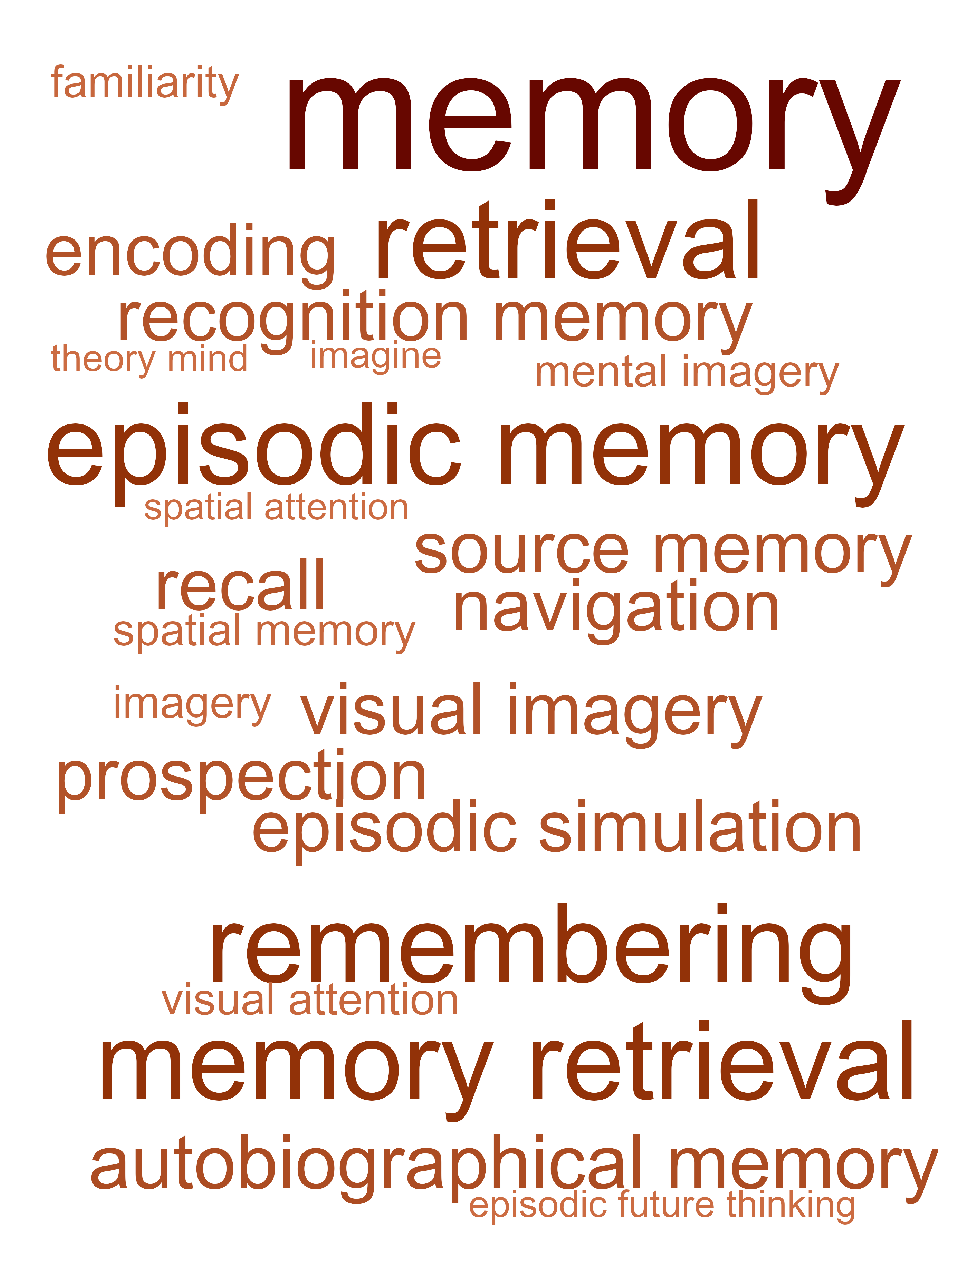 familiarity
memory
encoding
retrieval
recognition memory
theory mind
imagine
mental imagery
episodic memory
spatial attention
source memory
recall
navigation
spatial memory
imagery
visual imagery
prospection
episodic simulation
remembering
visual attention
memory retrieval
autobiographical memory
episodic future thinking